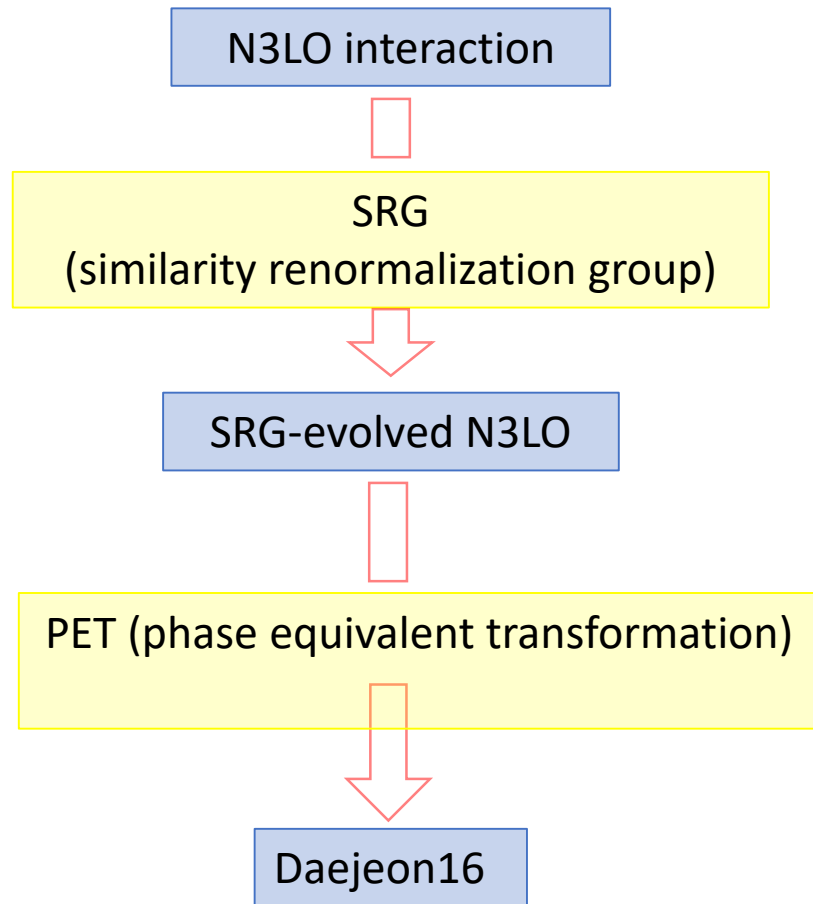 N3LO interaction
SRG
(similarity renormalization group)
SRG-evolved N3LO
PET (phase equivalent transformation)
Daejeon16